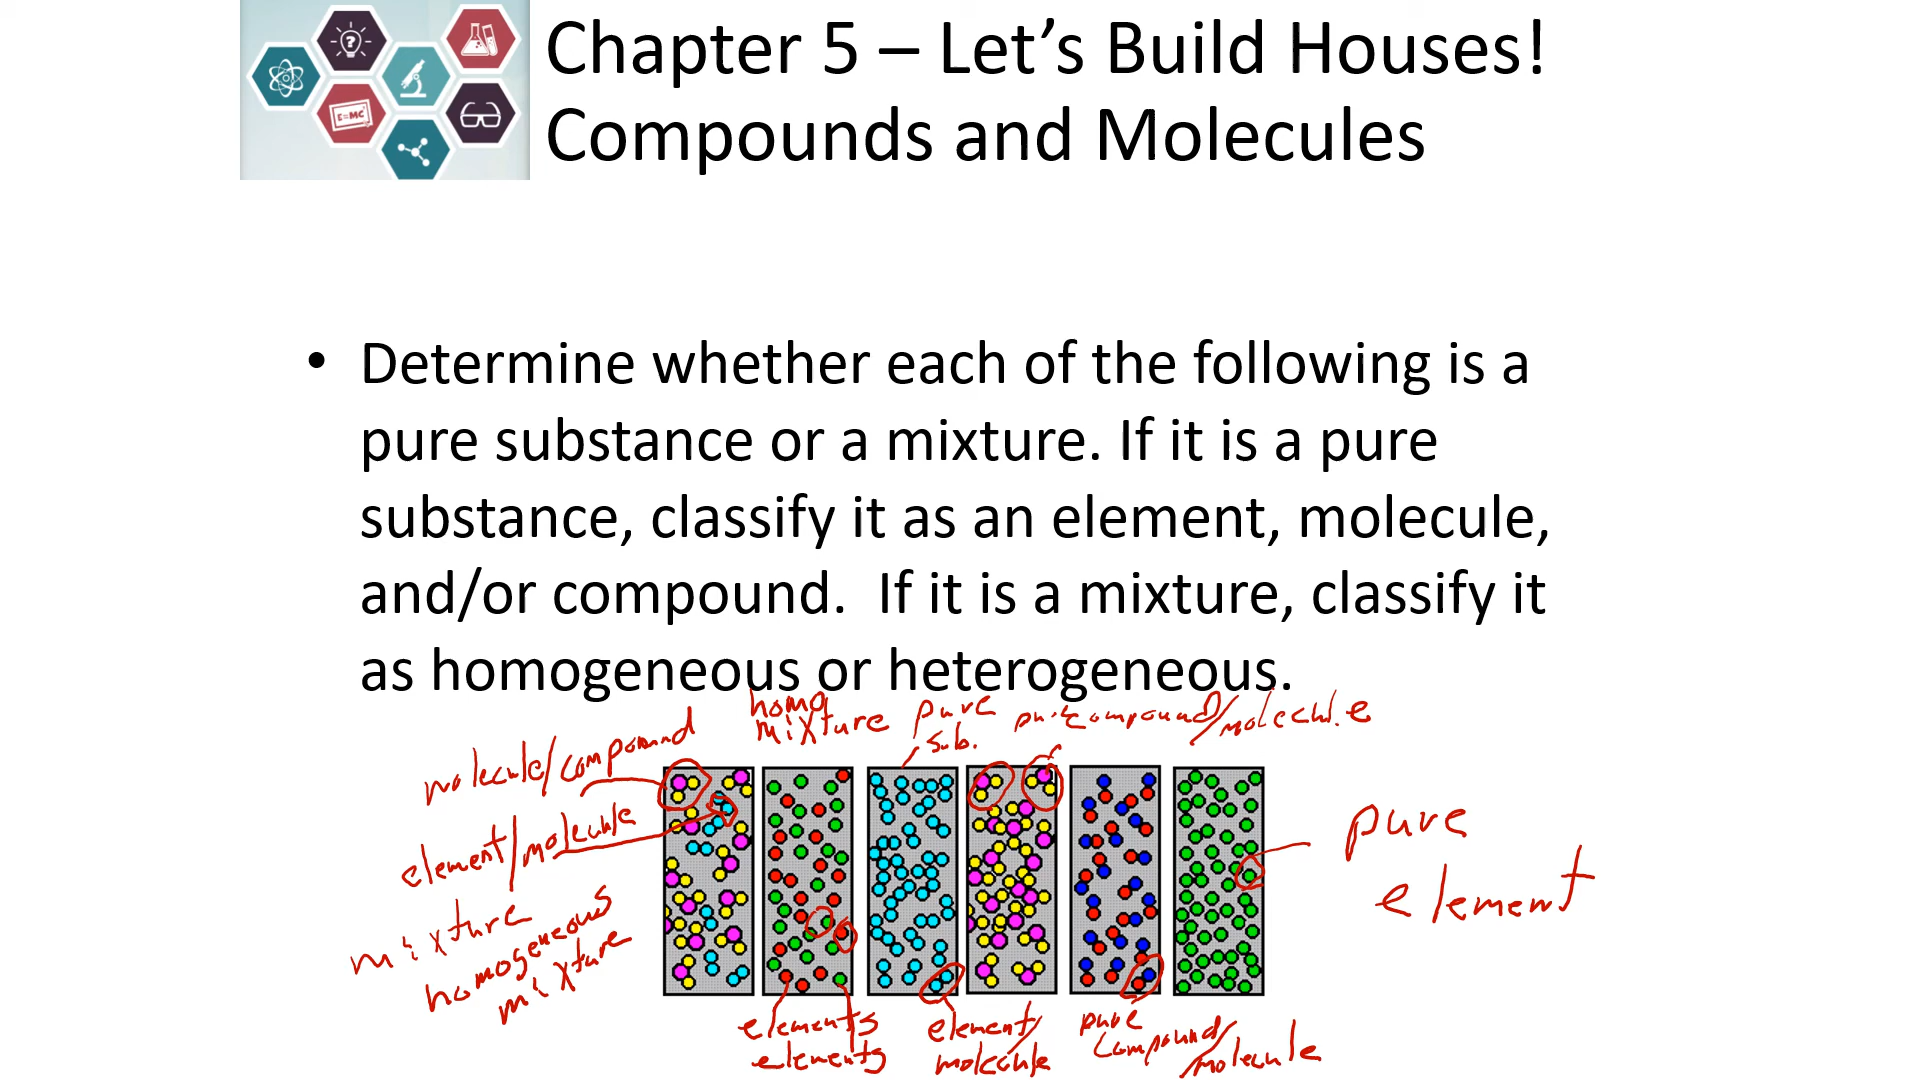 Chapter 5 – Let's Build Houses!
Compounds and Molecules
E=MC²
• Determine whether each of the following is a
pure substance or a mixture. If it is a pure
substance, classify it as an element, molecule,
and/or compound.  If it is a mixture, classify it
as homogeneous or heterogeneous.
homo
mixture
pure
sub.
pure compound/molecule
molecule/compound
element/molecule
mixture
homogeneous
mixture
pure
element
elements
elements
element/
molecule
pure
compound/
molecule